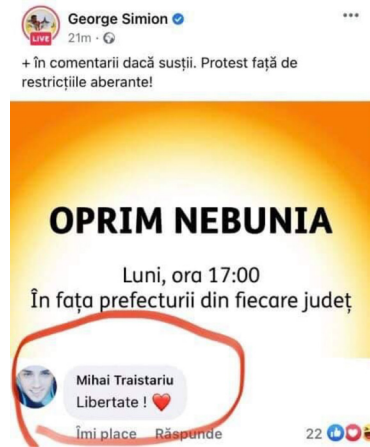 George Simion
LIVE
21m ·
+ în comentarii dacă susții. Protest față de
restricțiile aberante!
OPRIM NEBUNIA
Luni, ora 17:00
În fața prefecturii din fiecare județ
Mihai Traistariu
Libertate ! ❤️
Îmi place Răspunde
22